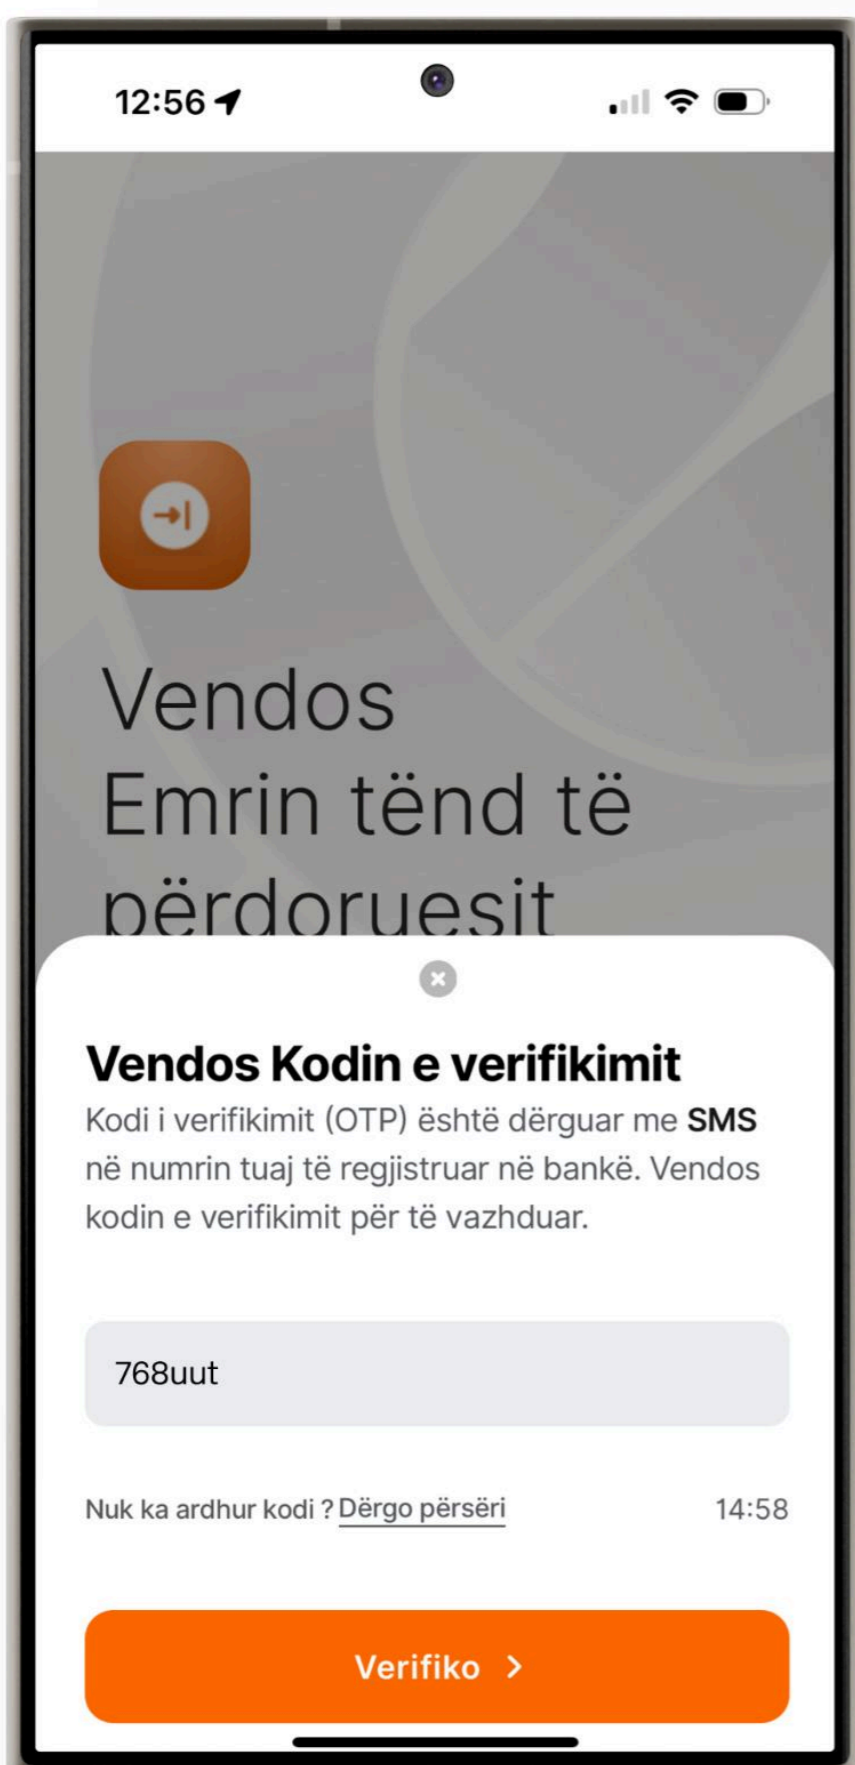 12:56
Vendos
Emrin tënd të
përdoruesit
Vendos Kodin e verifikimit
Kodi i verifikimit (OTP) është dërguar me SMS
në numrin tuaj të regjistruar në bankë. Vendos
kodin e verifikimit për të vazhduar.
768uut
Nuk ka ardhur kodi ? Dërgo përsëri 14:58
Verifiko